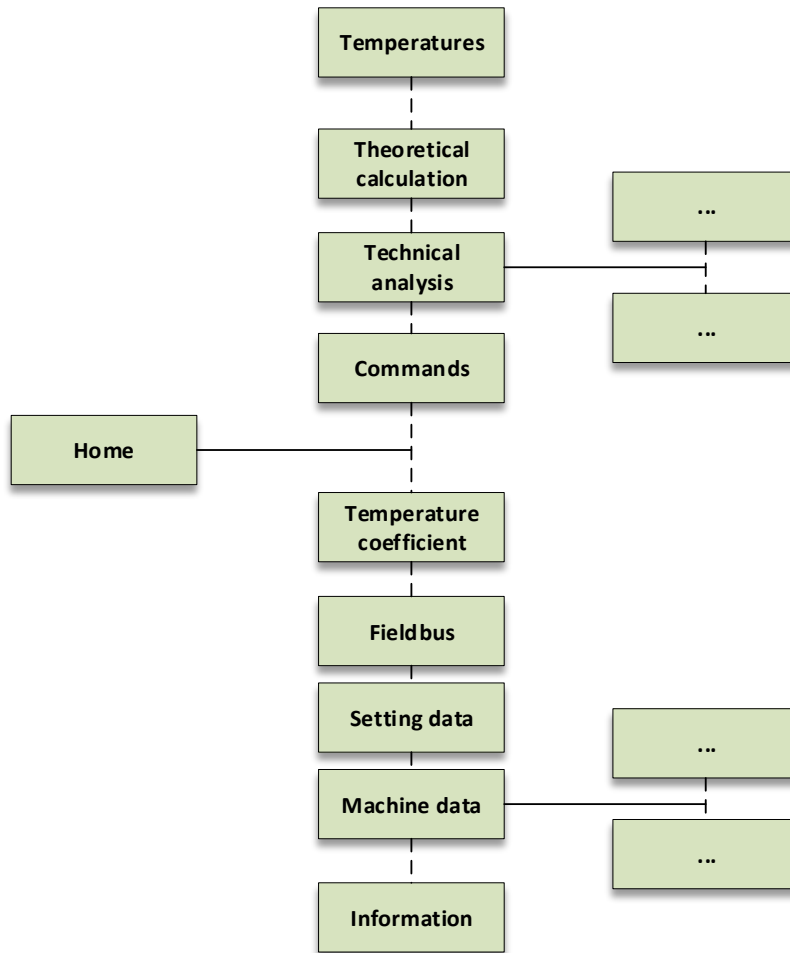 Temperatures
Theoretical
calculation
...
Technical
analysis
...
Commands
Home
Temperature
coefficient
Fieldbus
Setting data
...
Machine data
...
Information